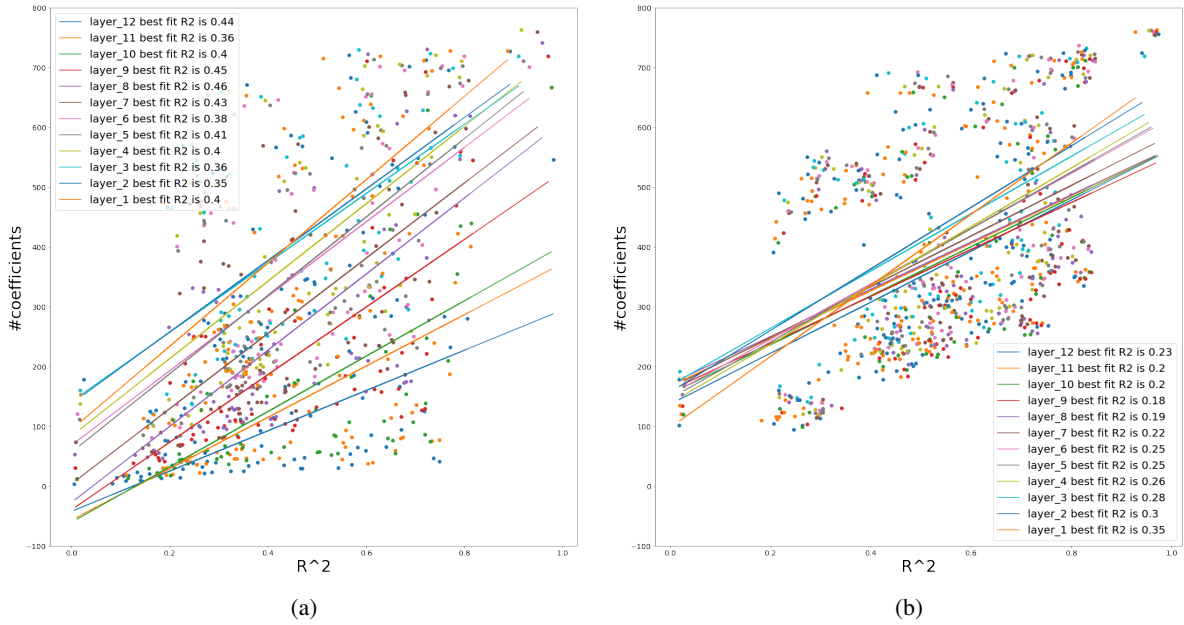 layer_12 best fit R2 is 0.44
layer_11 best fit R2 is 0.36
layer_10 best fit R2 is 0.4
layer_9 best fit R2 is 0.45
layer_8 best fit R2 is 0.46
layer_7 best fit R2 is 0.43
layer_6 best fit R2 is 0.38
layer_5 best fit R2 is 0.41
layer_4 best fit R2 is 0.4
layer_3 best fit R2 is 0.36
layer_2 best fit R2 is 0.35
layer_1 best fit R2 is 0.4
800
700
600
500
400
300
200
100
0
−100
#coefficients
0.0 0.2 0.4 0.6 0.8 1.0
R^2
(a)
800
700
600
500
400
300
200
100
0
−100
#coefficients
layer_12 best fit R2 is 0.23
layer_11 best fit R2 is 0.2
layer_10 best fit R2 is 0.2
layer_9 best fit R2 is 0.18
layer_8 best fit R2 is 0.19
layer_7 best fit R2 is 0.22
layer_6 best fit R2 is 0.25
layer_5 best fit R2 is 0.25
layer_4 best fit R2 is 0.26
layer_3 best fit R2 is 0.28
layer_2 best fit R2 is 0.3
layer_1 best fit R2 is 0.35
0.0 0.2 0.4 0.6 0.8 1.0
R^2
(b)